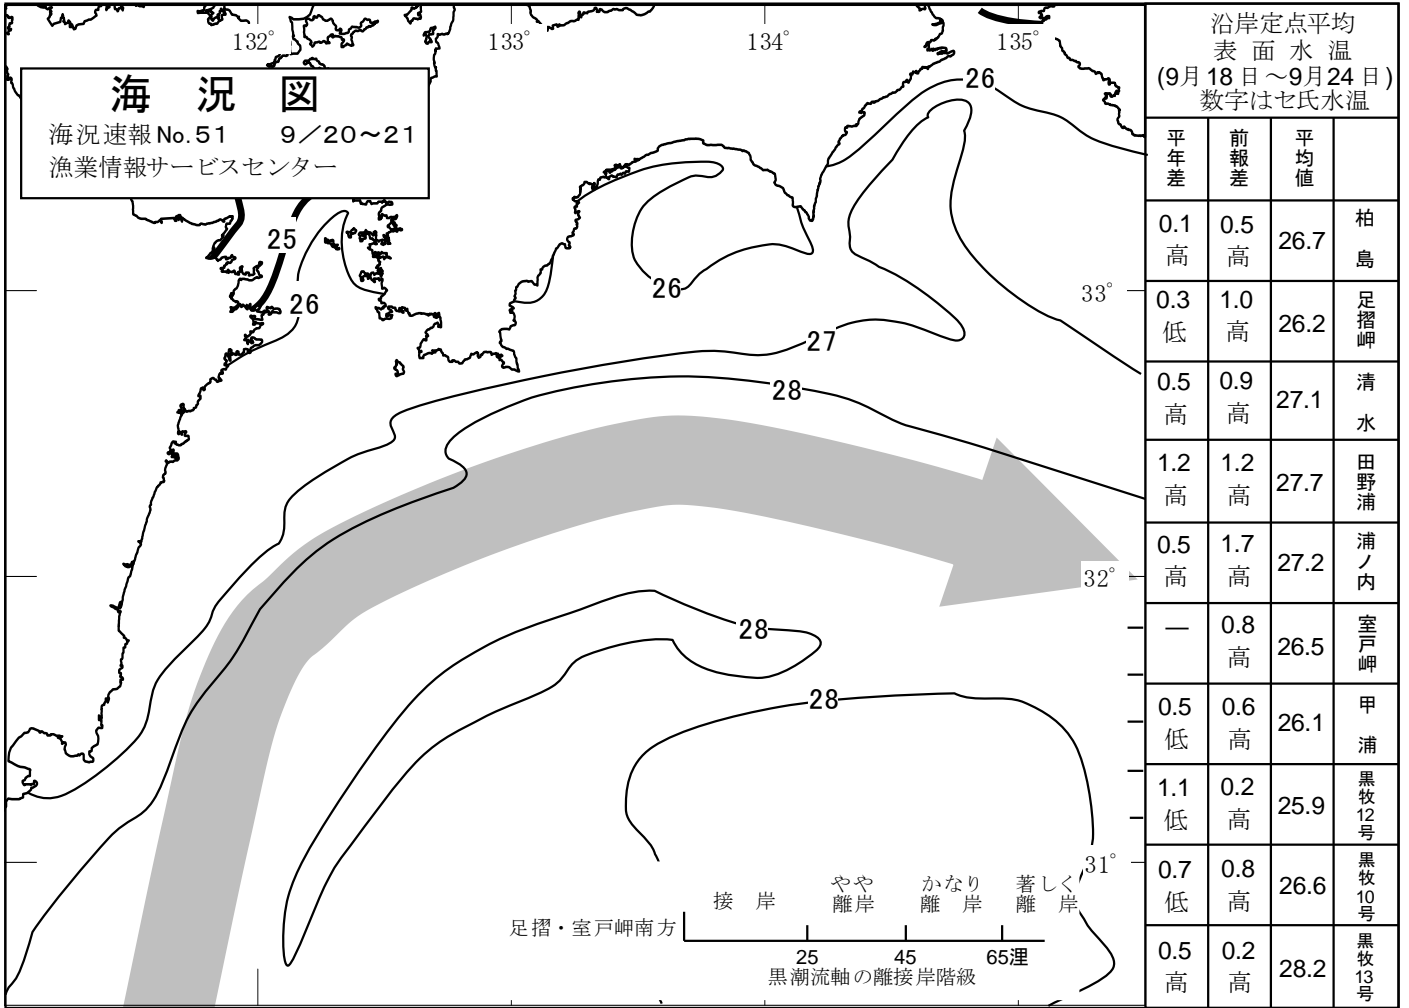 海 況 図
海況速報No.51 9/20~21
漁業情報サービスセンター
132°
133°
134°
135°
33°
32°
31°
25
26
26
26
27
28
28
28
接 岸
やや
離岸
かなり
離 岸
著しく
離 岸
足摺・室戸岬南方
25
45
65浬
黒潮流軸の離接岸階級
沿岸定点平均
表 面 水 温
(9月18日~9月24日)
数字はセ氏水温
平年差 前報差 平均値
0.1高 0.5高 26.7 柏島
0.3低 1.0高 26.2 足摺岬
0.5高 0.9高 27.1 清水
1.2高 1.2高 27.7 田野浦
0.5高 1.7高 27.2 浦ノ内
― 0.8高 26.5 室戸岬
0.5低 0.6高 26.1 甲浦
1.1低 0.2高 25.9 黒牧12号
0.7低 0.8高 26.6 黒牧10号
0.5高 0.2高 28.2 黒牧13号